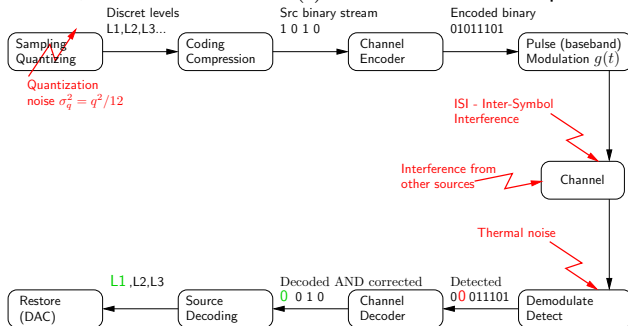 Discret levels
L1,L2,L3...
Src binary stream
1 0 1 0
Encoded binary
01011101
Sampling
Quantizing
Coding
Compression
Channel
Encoder
Pulse (baseband)
Modulation g(t)
Quantization
noise σ_q^2 = q^2/12
ISI - Inter-Symbol
Interference
Interference from
other sources
Channel
Thermal noise
L1 ,L2,L3
Decoded AND corrected
0 0 1 0
Detected
00 011101
Restore
(DAC)
Source
Decoding
Channel
Decoder
Demodulate
Detect